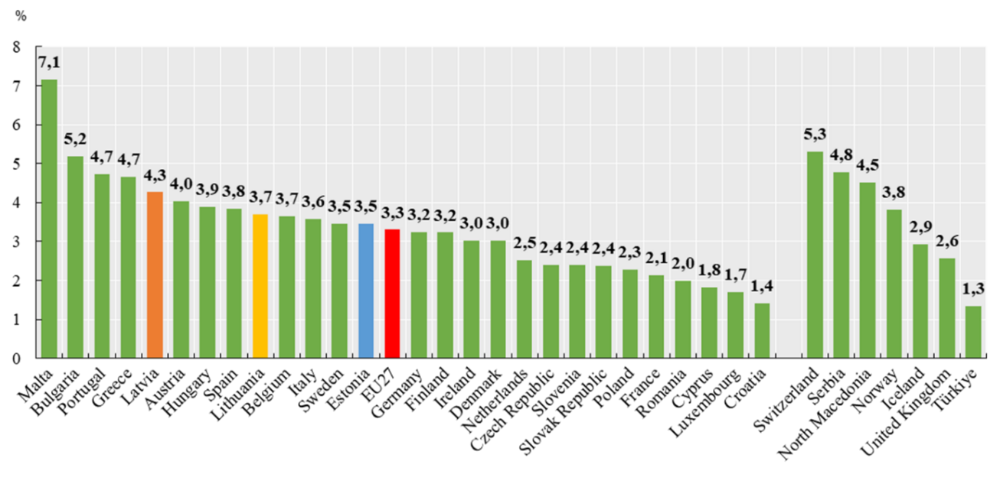 %
8
7
6
5
4
3
2
1
0
7,1
5,2
4,7
4,7
4,3
4,0
3,9
3,8
3,7
3,7
3,6
3,5
3,5
3,3
3,2
3,2
3,0
3,0
2,5
2,4
2,4
2,4
2,3
2,1
2,0
1,8
1,7
1,4
5,3
4,8
4,5
3,8
2,9
2,6
1,3
Malta
Bulgaria
Portugal
Greece
Latvia
Austria
Hungary
Spain
Lithuania
Belgium
Italy
Sweden
Estonia
EU27
Germany
Finland
Ireland
Denmark
Netherlands
Czech Republic
Slovenia
Slovak Republic
Poland
France
Romania
Cyprus
Luxembourg
Croatia
Switzerland
Serbia
North Macedonia
Norway
Iceland
United Kingdom
Türkiye